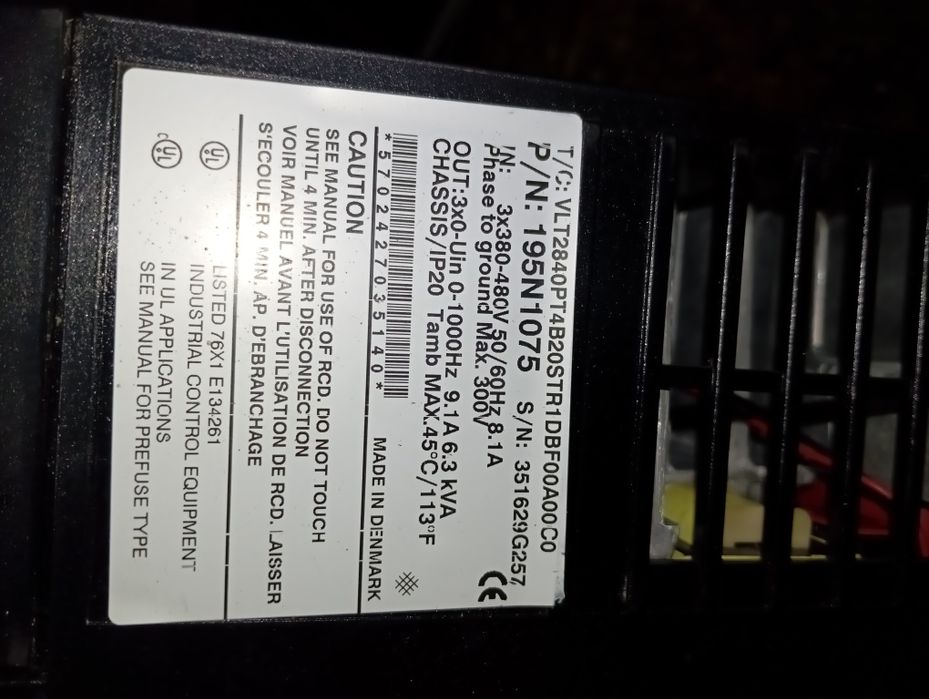 T/C: VLT2840PT4B20STR1DBF00A00C0
P/N: 195N1075 S/N: 351629G257
IN: 3x380-480V 50/60Hz 8.1A
Phase to ground Max. 300V
OUT:3x0-Uin 0-1000Hz 9.1A 6.3 kVA
CHASSIS/IP20 Tamb MAX.45°C/113°F
*5702427035140*
MADE IN DENMARK
CE
CAUTION
SEE MANUAL FOR USE OF RCD. DO NOT TOUCH
UNTIL 4 MIN. AFTER DISCONNECTION
VOIR MANUEL AVANT L'UTILISATION DE RCD. LAISSER
S'ECOULER 4 MIN. AP. D'EBRANCHAGE
UL LISTED 76X1 E134261
INDUSTRIAL CONTROL EQUIPMENT
c UL IN UL APPLICATIONS
SEE MANUAL FOR PREFUSE TYPE